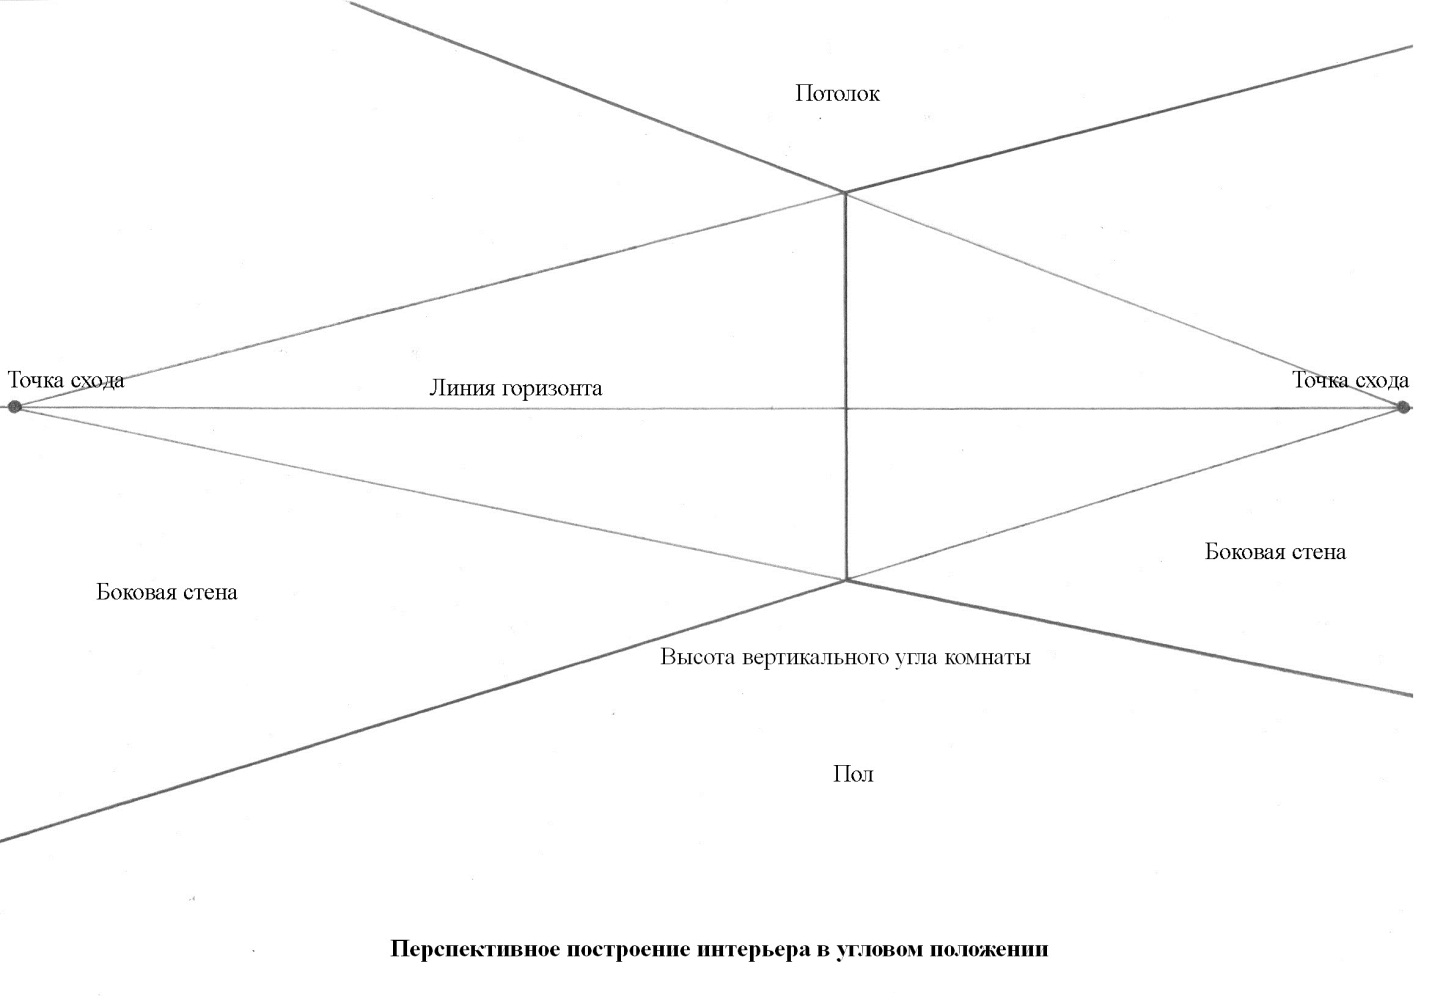 Потолок
Точка схода
Линия горизонта
Точка схода
Боковая стена
Боковая стена
Высота вертикального угла комнаты
Пол
Перспективное построение интерьера в угловом положении